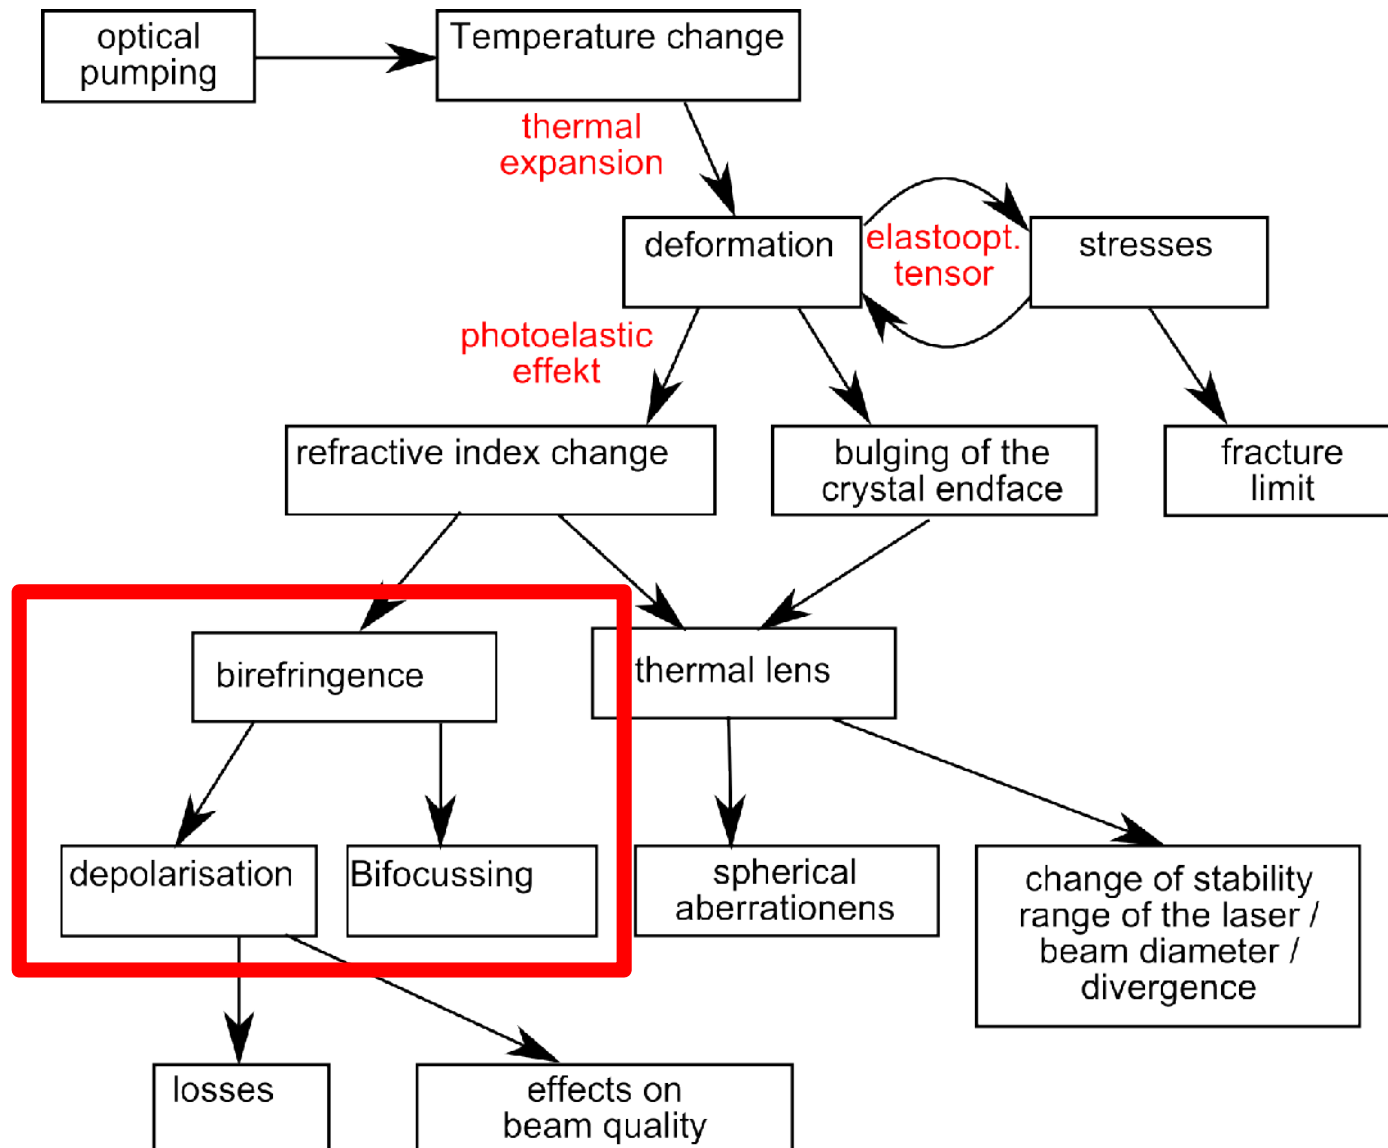 optical
pumping
Temperature change
thermal
expansion
deformation
elastoopt.
tensor
stresses
photoelastic
effekt
refractive index change
bulging of the
crystal endface
fracture
limit
birefringence
thermal lens
depolarisation
Bifocussing
spherical
aberrationens
change of stability
range of the laser /
beam diameter /
divergence
losses
effects on
beam quality